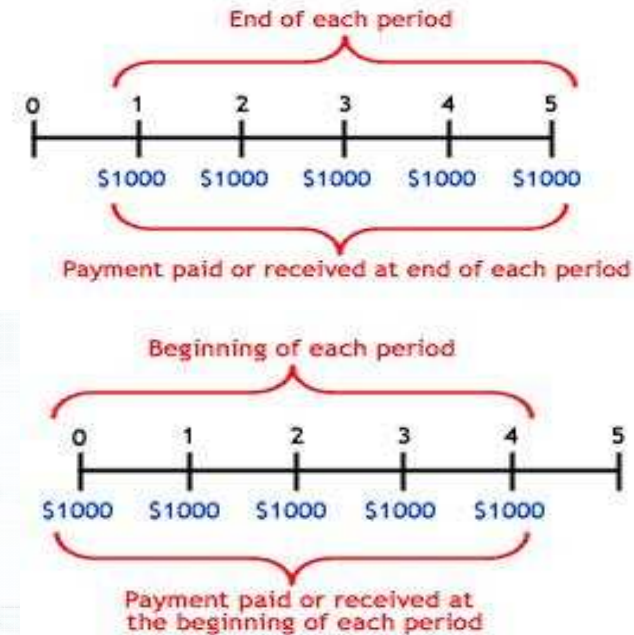 End of each period
0 1 2 3 4 5
$1000 $1000 $1000 $1000 $1000
Payment paid or received at end of each period
Beginning of each period
0 1 2 3 4 5
$1000 $1000 $1000 $1000 $1000
Payment paid or received at
the beginning of each period